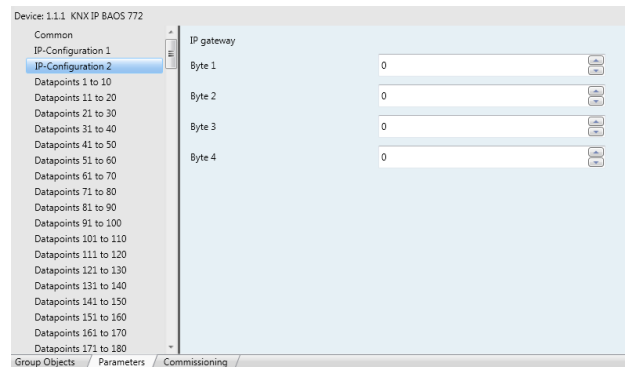 Device: 1.1.1 KNX IP BAOS 772
Common
IP-Configuration 1
IP-Configuration 2
Datapoints 1 to 10
Datapoints 11 to 20
Datapoints 21 to 30
Datapoints 31 to 40
Datapoints 41 to 50
Datapoints 51 to 60
Datapoints 61 to 70
Datapoints 71 to 80
Datapoints 81 to 90
Datapoints 91 to 100
Datapoints 101 to 110
Datapoints 111 to 120
Datapoints 121 to 130
Datapoints 131 to 140
Datapoints 141 to 150
Datapoints 151 to 160
Datapoints 161 to 170
Datapoints 171 to 180
IP gateway
Byte 1 0
Byte 2 0
Byte 3 0
Byte 4 0
Group Objects Parameters Commissioning